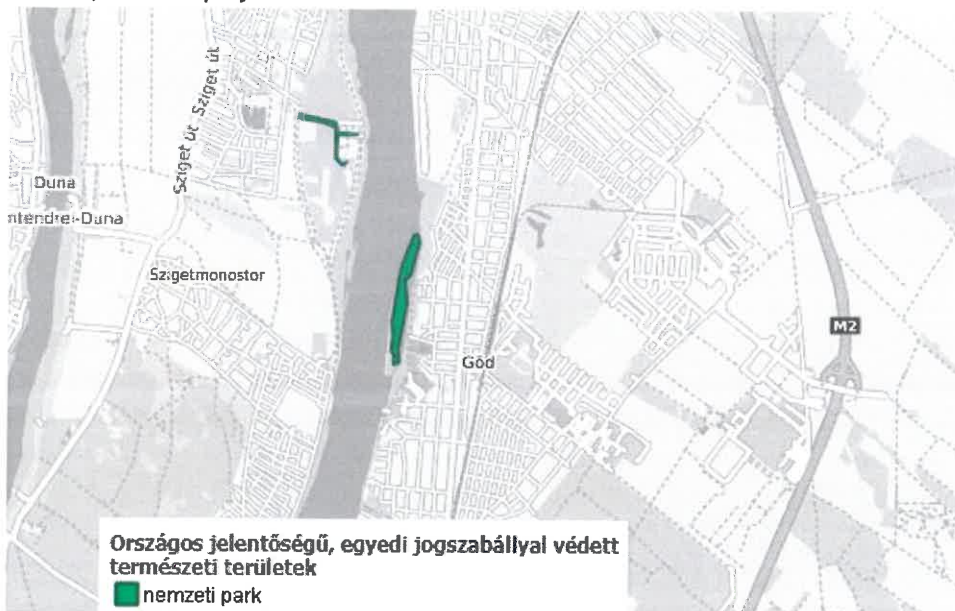 Sziget út
Sziget út
Duna
ntendrei-Duna
Szigetmonostor
Göd
M2
Országos jelentőségű, egyedi jogszabállyal védett
természeti területek
nemzeti park